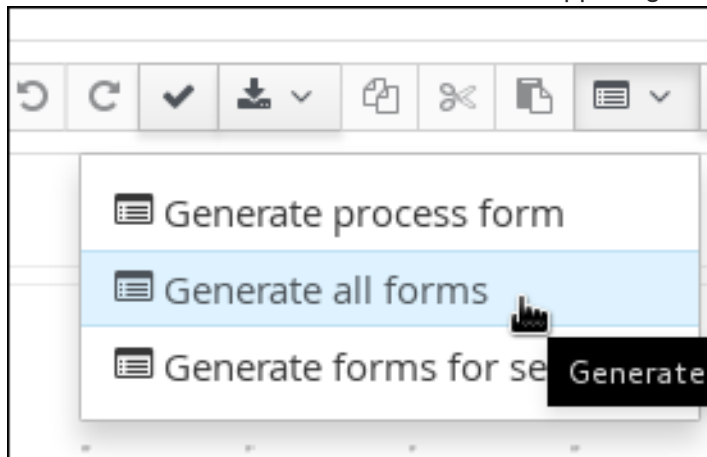 Generate process form
Generate all forms
Generate forms for se
Generate